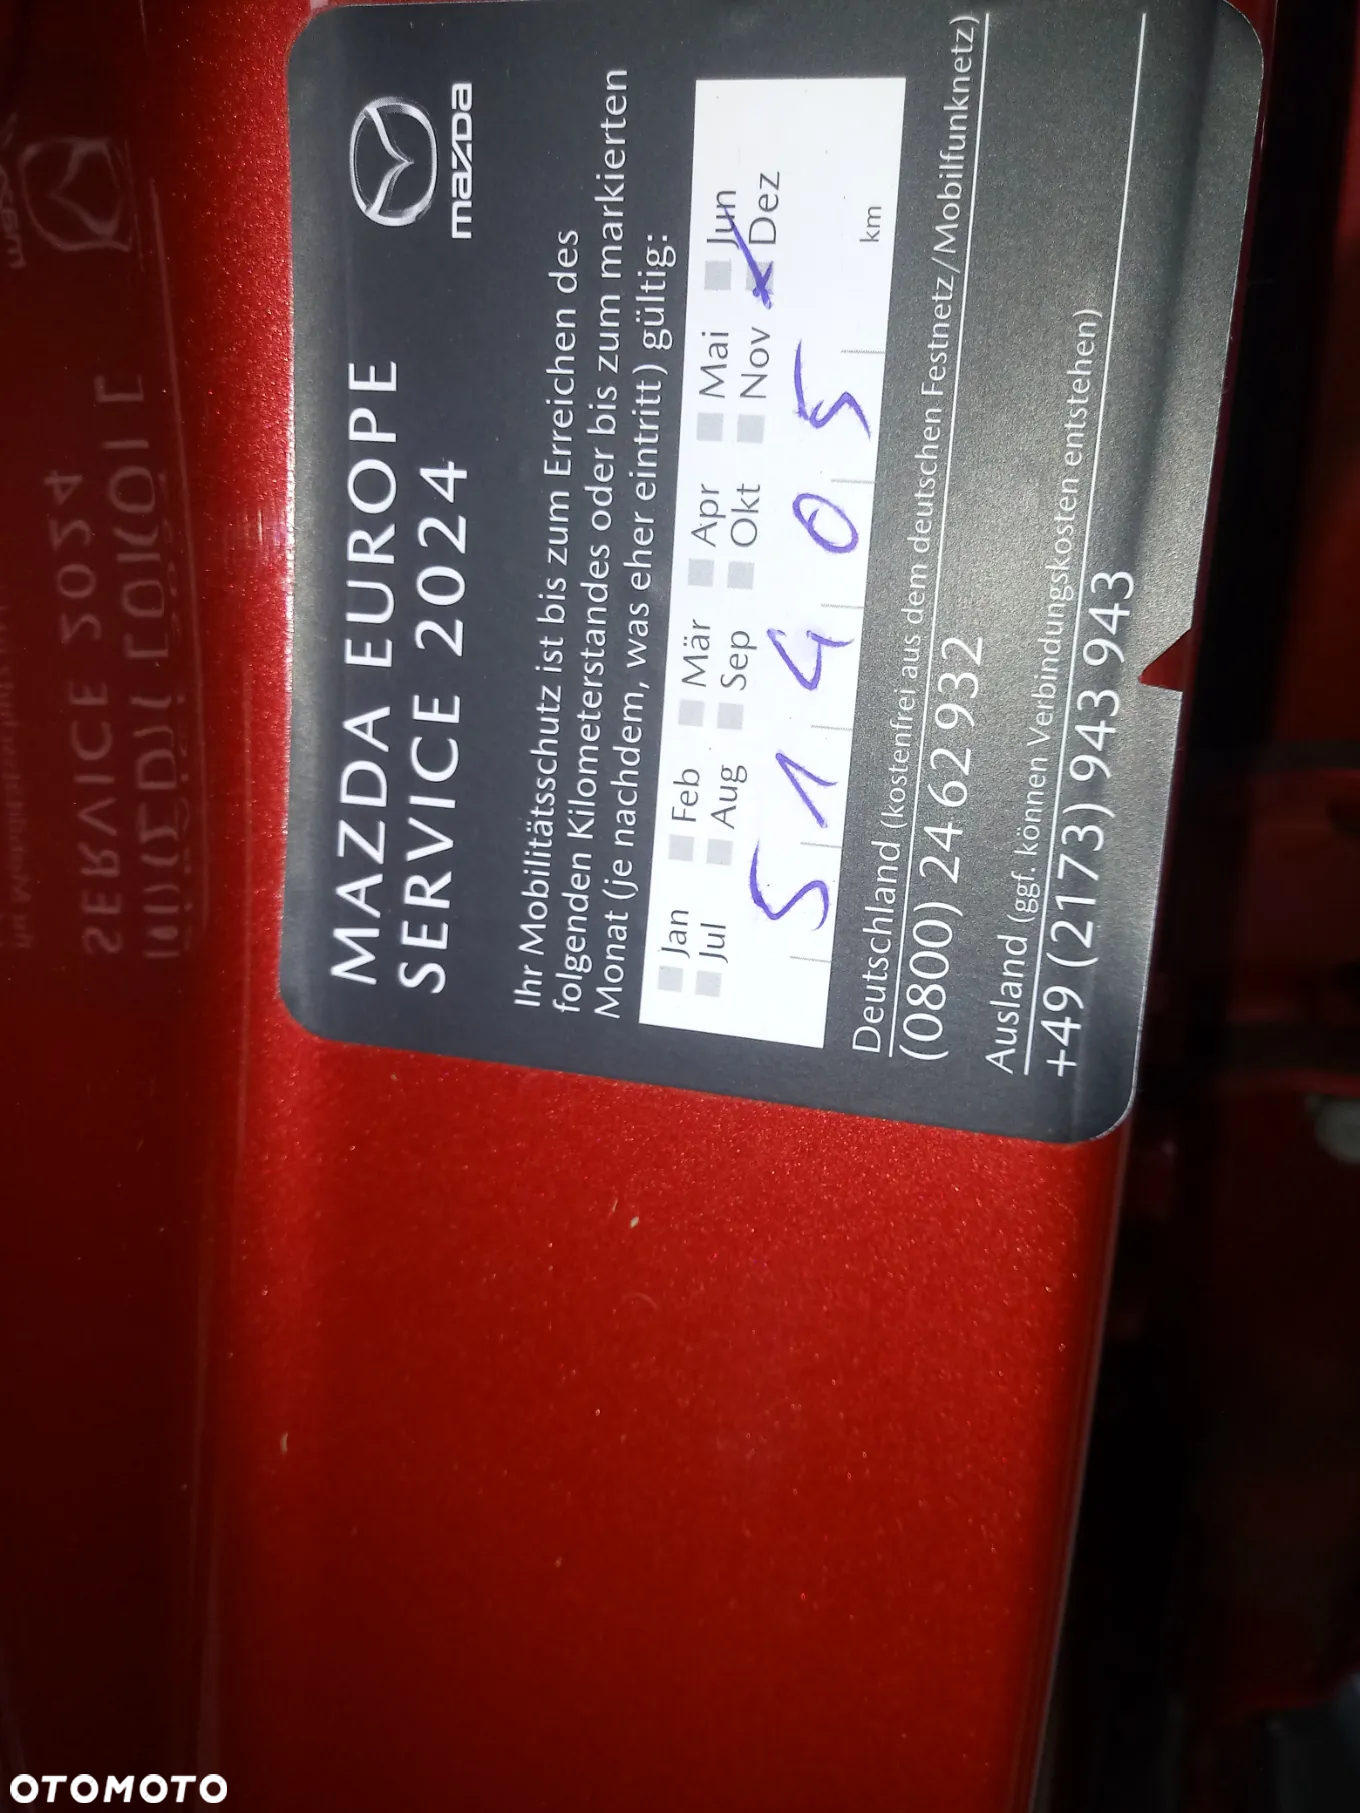 MAZDA EUROPE
SERVICE 2024
mazda
Ihr Mobilitätsschutz ist bis zum Erreichen des
folgenden Kilometerstandes oder bis zum markierten
Monat (je nachdem, was eher eintritt) gültig:
Jan Feb Mär Apr Mai Jun
Jul Aug Sep Okt Nov Dez
51405 km
Deutschland (kostenfrei aus dem deutschen Festnetz/Mobilfunknetz)
(0800) 24 62 932
Ausland (ggf. können Verbindungskosten entstehen)
+49 (2173) 943 943
OTOMOTO